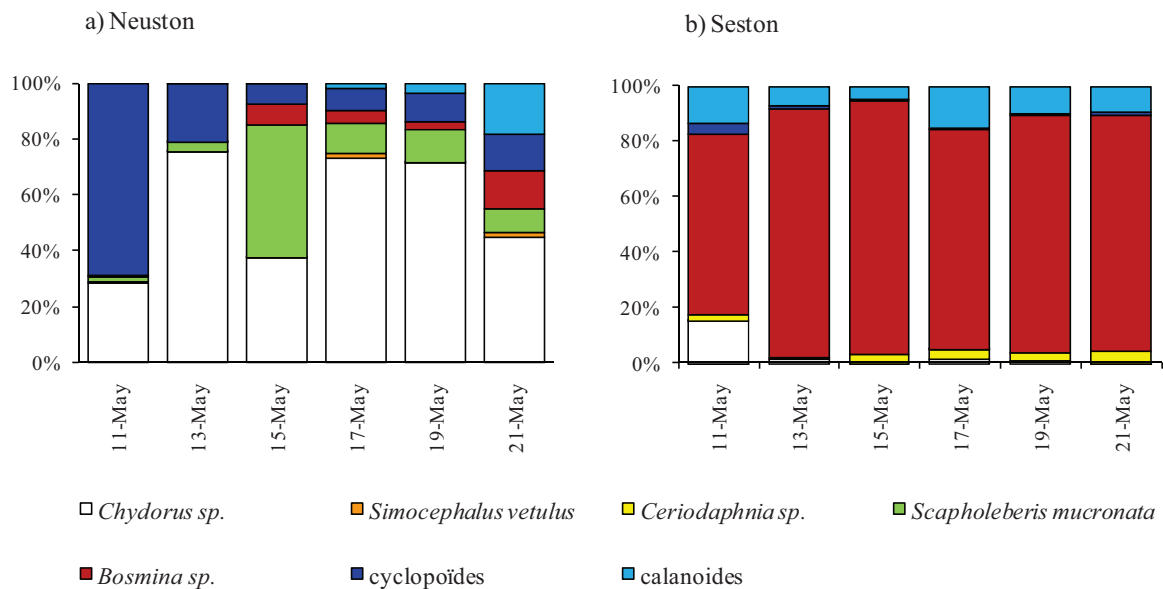 a) Neuston
b) Seston
100%
80%
60%
40%
20%
0%
11-May
13-May
15-May
17-May
19-May
21-May
100%
80%
60%
40%
20%
0%
11-May
13-May
15-May
17-May
19-May
21-May
Chydorus sp.
Simocephalus vetulus
Ceriodaphnia sp.
Scapholeberis mucronata
Bosmina sp.
cyclopoïdes
calanoides